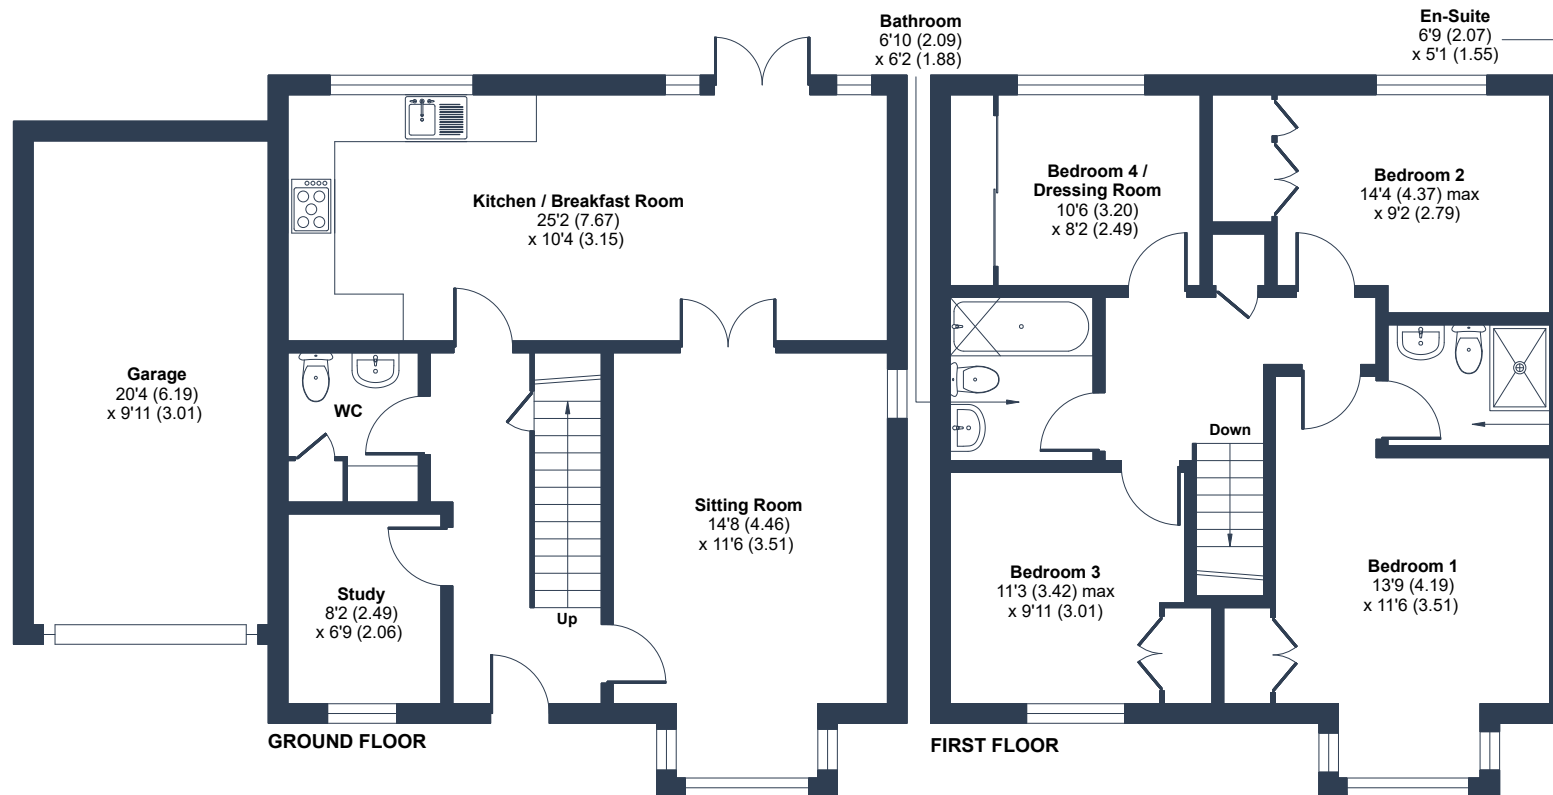 Bathroom
6'10 (2.09)
x 6'2 (1.88)
En-Suite
6'9 (2.07)
x 5'1 (1.55)
Kitchen / Breakfast Room
25'2 (7.67)
x 10'4 (3.15)
Bedroom 4 /
Dressing Room
10'6 (3.20)
x 8'2 (2.49)
Bedroom 2
14'4 (4.37) max
x 9'2 (2.79)
Garage
20'4 (6.19)
x 9'11 (3.01)
WC
Down
Sitting Room
14'8 (4.46)
x 11'6 (3.51)
Study
8'2 (2.49)
x 6'9 (2.06)
Up
Bedroom 3
11'3 (3.42) max
x 9'11 (3.01)
Bedroom 1
13'9 (4.19)
x 11'6 (3.51)
GROUND FLOOR
FIRST FLOOR